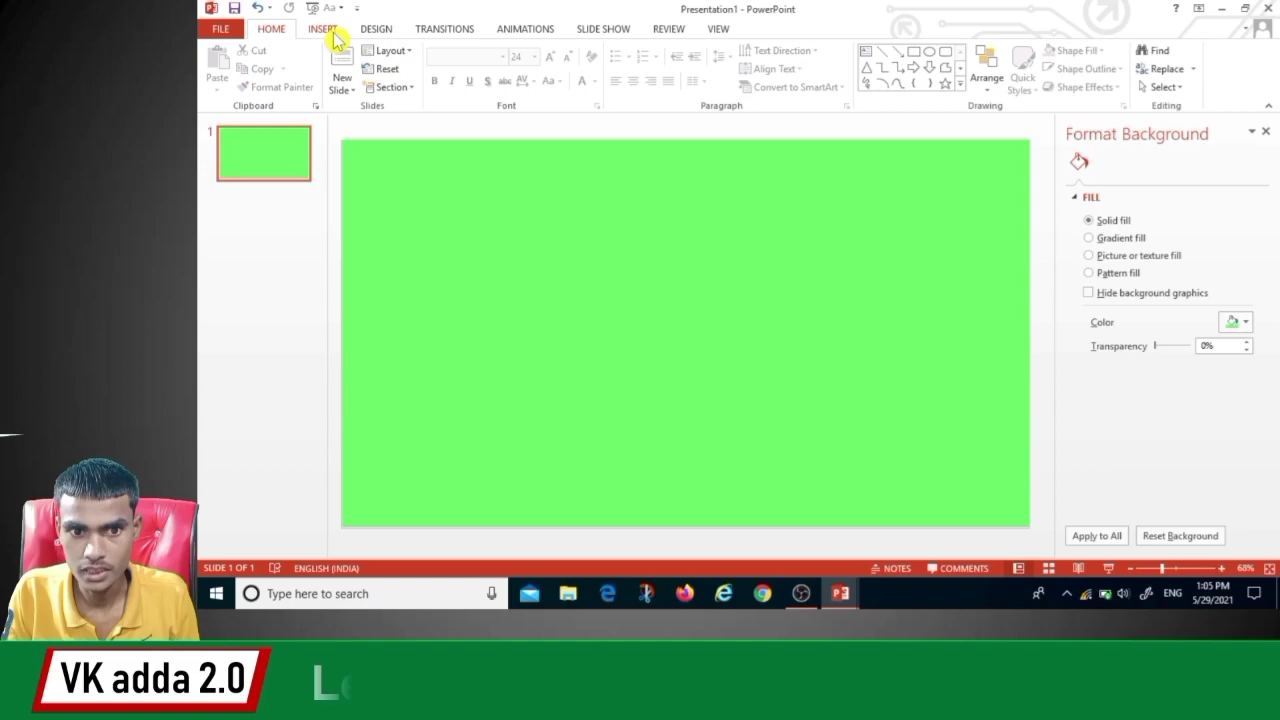 Presentation1 - PowerPoint
FILE HOME INSERT DESIGN TRANSITIONS ANIMATIONS SLIDE SHOW REVIEW VIEW
Paste
Cut
Copy
Format Painter
Clipboard
New Slide
Layout
Reset
Section
Slides
24
Font
Text Direction
Align Text
Convert to SmartArt
Paragraph
Arrange
Quick Styles
Shape Fill
Shape Outline
Shape Effects
Drawing
Find
Replace
Select
Editing
1
Format Background
FILL
Solid fill
Gradient fill
Picture or texture fill
Pattern fill
Hide background graphics
Color
Transparency 0%
Apply to All Reset Background
SLIDE 1 OF 1 ENGLISH (INDIA) NOTES COMMENTS 68%
Type here to search
ENG
1:05 PM
5/29/2021
VK adda 2.0
L